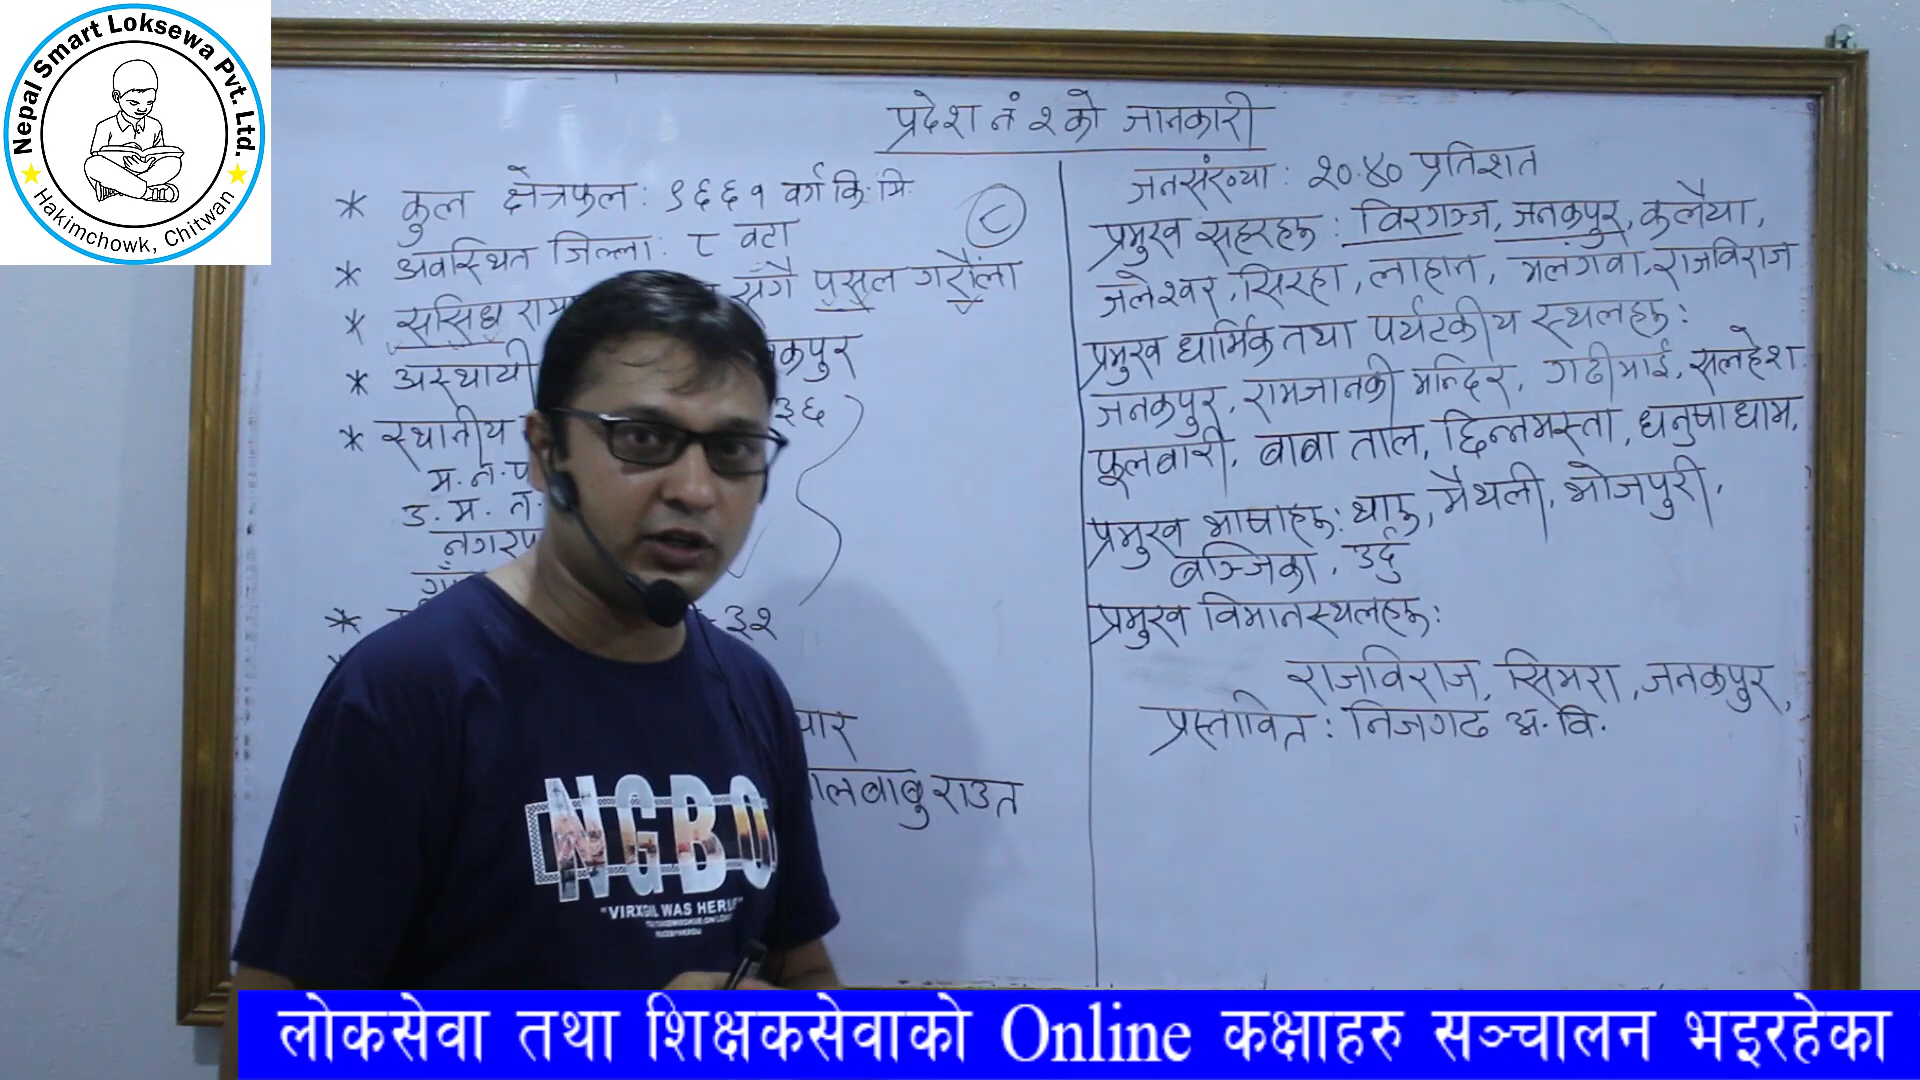 Nepal Smart Loksewa Pvt. Ltd.
Hakimchowk, Chitwan
प्रदेश नं २ को जानकारी
* कुल क्षेत्रफल: ९६६१ वर्ग कि.मि.
* अवस्थित जिल्ला: ८ वटा
८
* ससिध राम संगै पुसुल गरौंला
* अस्थायी कपुर
* स्थानीय ३६
म. न. प
उ. म. न.
नगरप
गाँ
* ३२
चार
लालबाबु राउत
जनसंख्या: २०.४० प्रतिशत
प्रमुख सहरहरू: विरगञ्ज, जनकपुर, कलैया,
जलेश्वर, सिरहा, लाहान, मलंगवा, राजविराज
प्रमुख धार्मिक तथा पर्यटकीय स्थलहरू:
जनकपुर, रामजानकी मन्दिर, गढीमाई, सलहेश
फूलबारी, बाबा ताल, छिन्नमस्ता, धनुषाधाम,
प्रमुख भाषाहरू: थारू, मैथली, भोजपुरी,
बज्जिका, उर्दु
प्रमुख विमानस्थलहरू:
राजविराज, सिमरा, जनकपुर,
प्रस्तावित: निजगढ अ. वि.
NGBO
"VIRXGIL WAS HERE"
लोकसेवा तथा शिक्षकसेवाको Online कक्षाहरु सञ्चालन भइरहेका